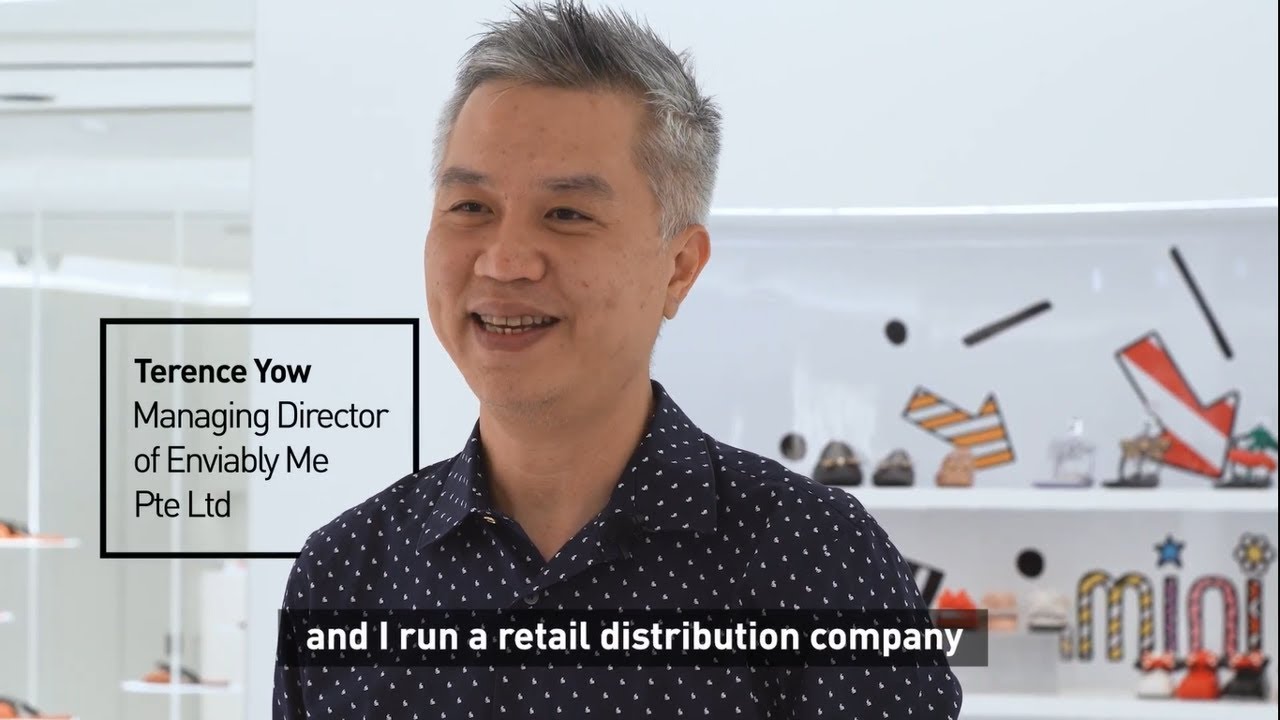 Terence Yow
Managing Director
of Enviably Me
Pte Ltd
mini
and I run a retail distribution company